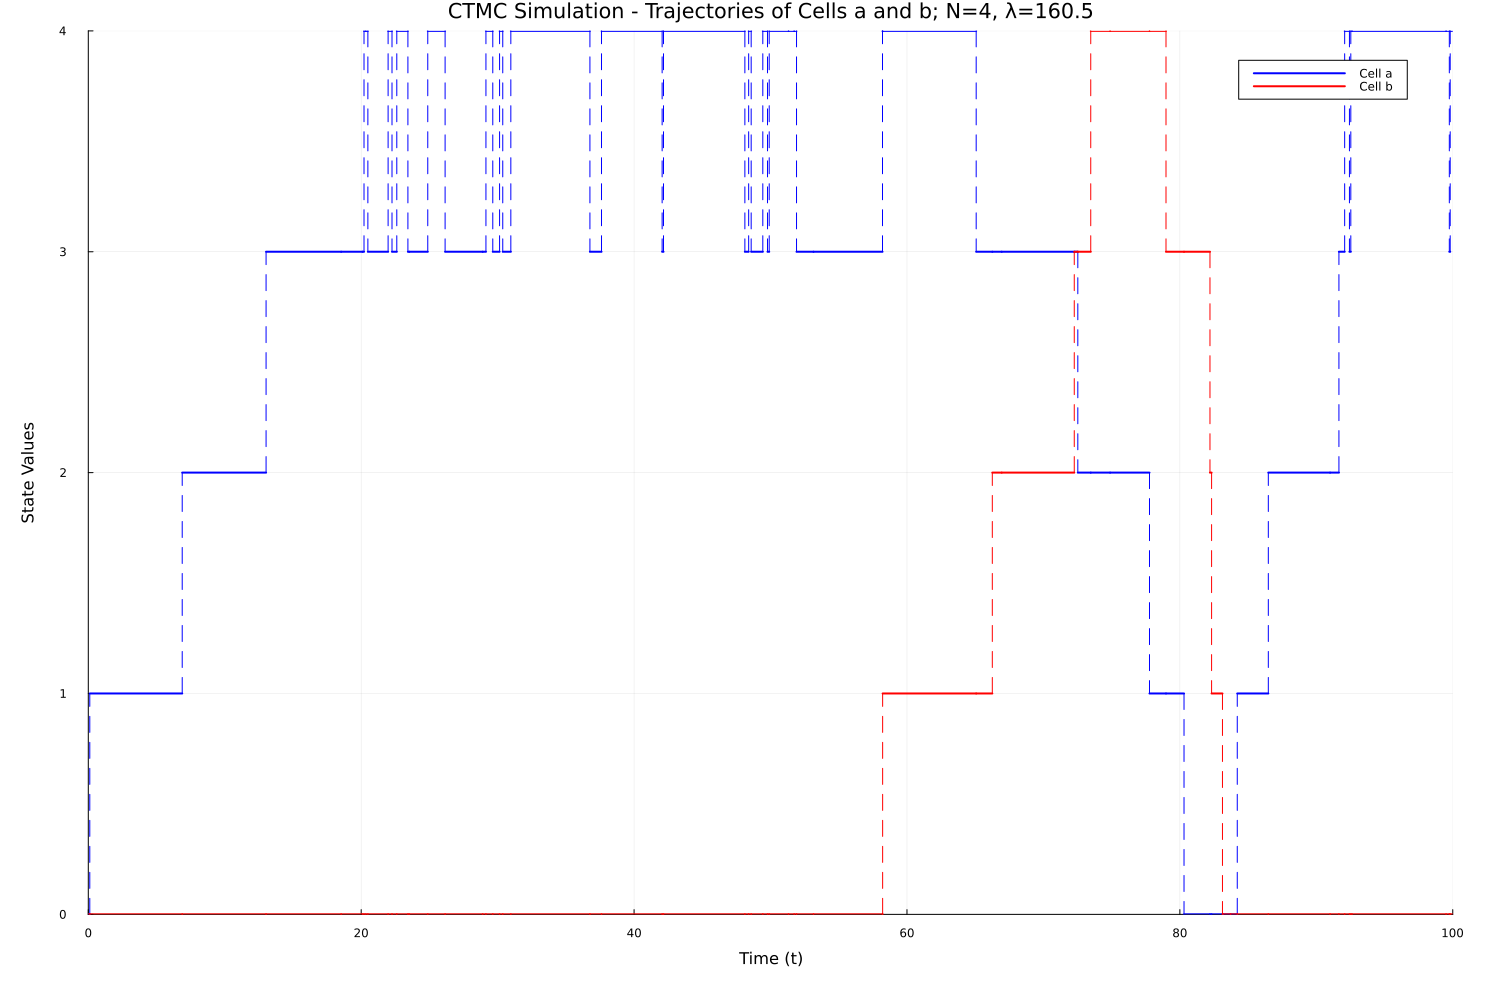 CTMC Simulation - Trajectories of Cells a and b; N=4, λ=160.5
Cell a
Cell b
State Values
4
3
2
1
0
0 20 40 60 80 100
Time (t)